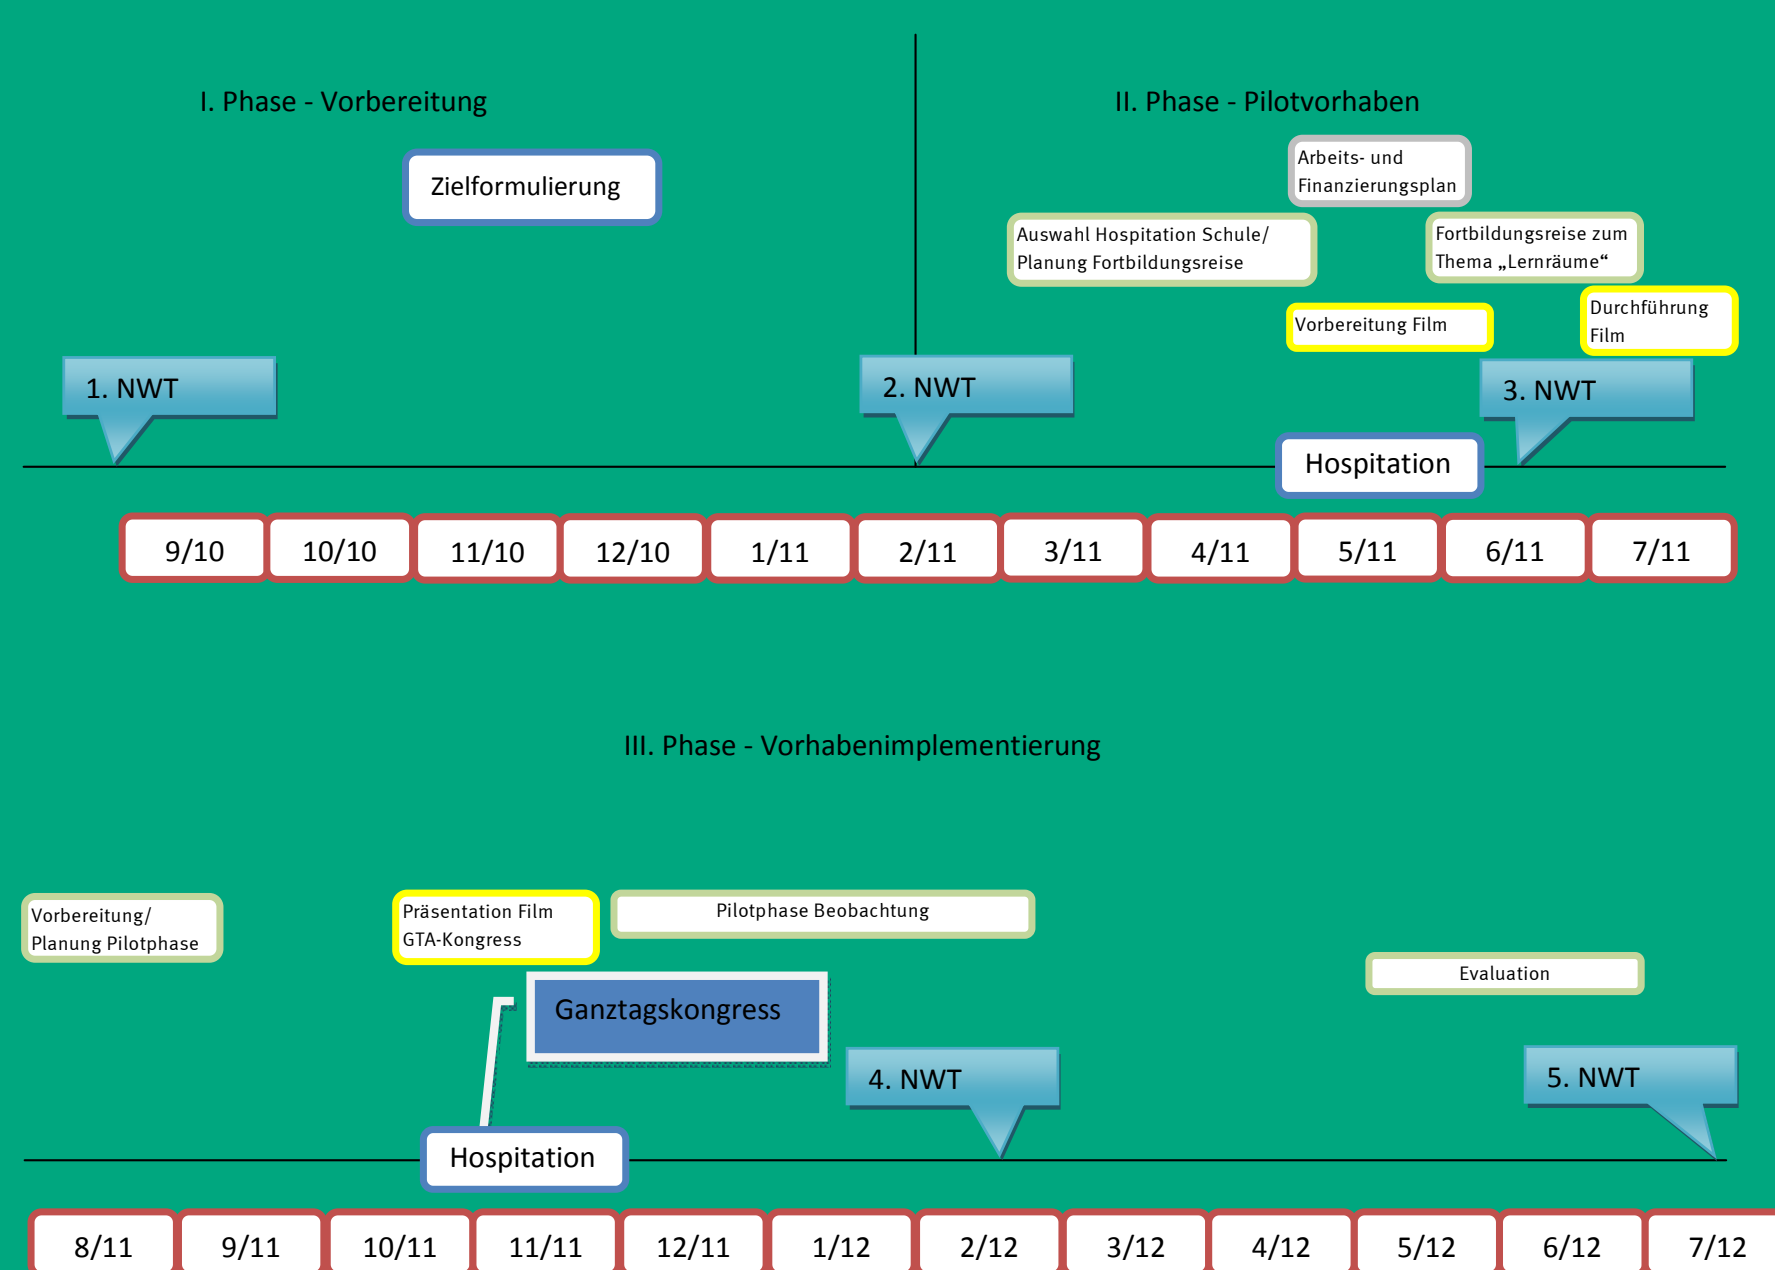 I. Phase - Vorbereitung
II. Phase - Pilotvorhaben
Zielformulierung
Arbeits- und
Finanzierungsplan
Auswahl Hospitation Schule/
Planung Fortbildungsreise
Fortbildungsreise zum
Thema „Lernräume“
Vorbereitung Film
Durchführung
Film
1. NWT
2. NWT
3. NWT
Hospitation
9/10
10/10
11/10
12/10
1/11
2/11
3/11
4/11
5/11
6/11
7/11
III. Phase - Vorhabenimplementierung
Vorbereitung/
Planung Pilotphase
Präsentation Film
GTA-Kongress
Pilotphase Beobachtung
Evaluation
Ganztagskongress
4. NWT
5. NWT
Hospitation
8/11
9/11
10/11
11/11
12/11
1/12
2/12
3/12
4/12
5/12
6/12
7/12